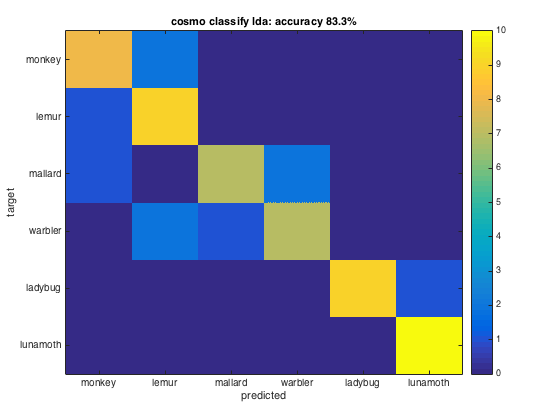 cosmo classify lda: accuracy 83.3%
monkey
lemur
mallard
warbler
ladybug
lunamoth
target
monkey lemur mallard warbler ladybug lunamoth
predicted
10
9
8
7
6
5
4
3
2
1
0